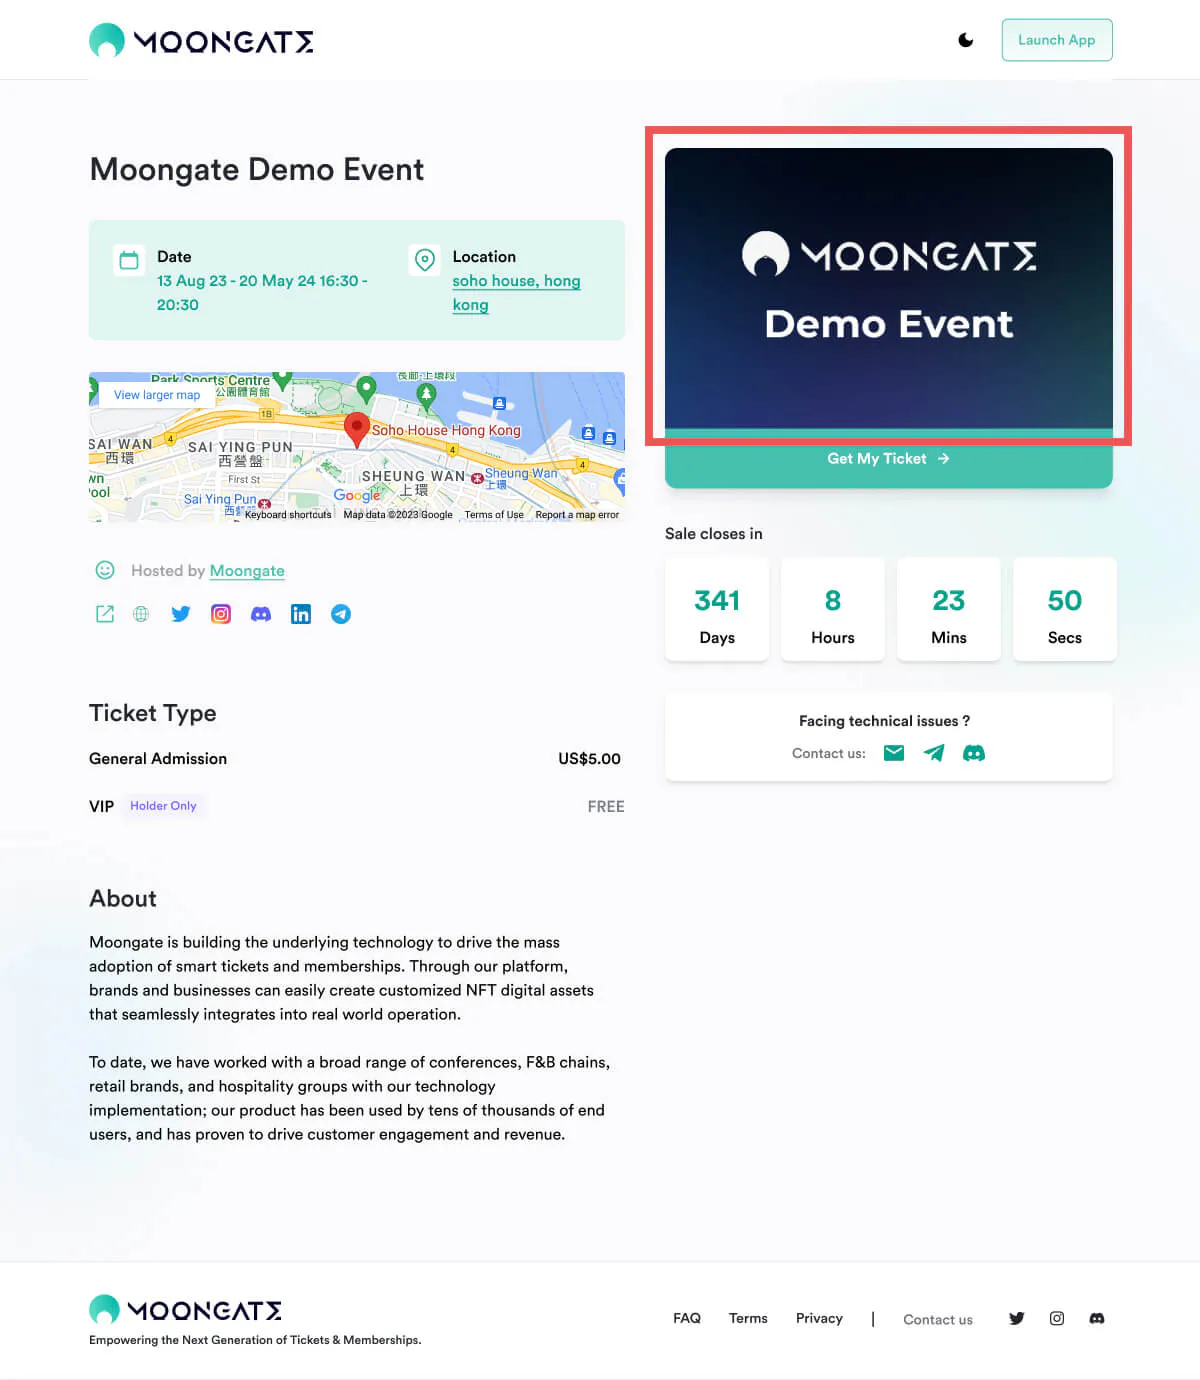 MOONGATE
Launch App
Moongate Demo Event
Date
13 Aug 23 - 20 May 24 16:30 -
20:30
Location
soho house, hong
kong
MOONGATE
Demo Event
Get My Ticket
Park Sports Centre
公園體育館
View larger map
1B
Soho House Hong Kong
SAI WAN
西環
4
SAI YING PUN
西營盤
First St
4
4
SHEUNG WAN
上環
Sheung Wan
上環
Sai Ying Pun
Google
Keyboard shortcuts
Map data ©2023 Google
Terms of Use
Report a map error
Hosted by Moongate
Sale closes in
341
Days
8
Hours
23
Mins
50
Secs
Facing technical issues ?
Contact us:
Ticket Type
General Admission
US$5.00
VIP
Holder Only
FREE
About
Moongate is building the underlying technology to drive the mass
adoption of smart tickets and memberships. Through our platform,
brands and businesses can easily create customized NFT digital assets
that seamlessly integrates into real world operation.
To date, we have worked with a broad range of conferences, F&B chains,
retail brands, and hospitality groups with our technology
implementation; our product has been used by tens of thousands of end
users, and has proven to drive customer engagement and revenue.
MOONGATE
Empowering the Next Generation of Tickets & Memberships.
FAQ
Terms
Privacy
|
Contact us